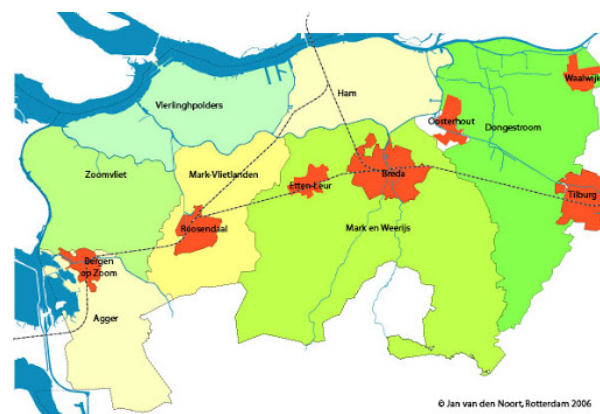 Ham
Waalwijk
Vlierlinghpolders
Oosterhout
Dongestroom
Zoomvliet
Mark-Vlietlanden
Etten-Leur
Breda
Tilburg
Roosendaal
Mark en Weerijs
Bergen
op Zoom
Agger
© Jan van den Noort, Rotterdam 2006